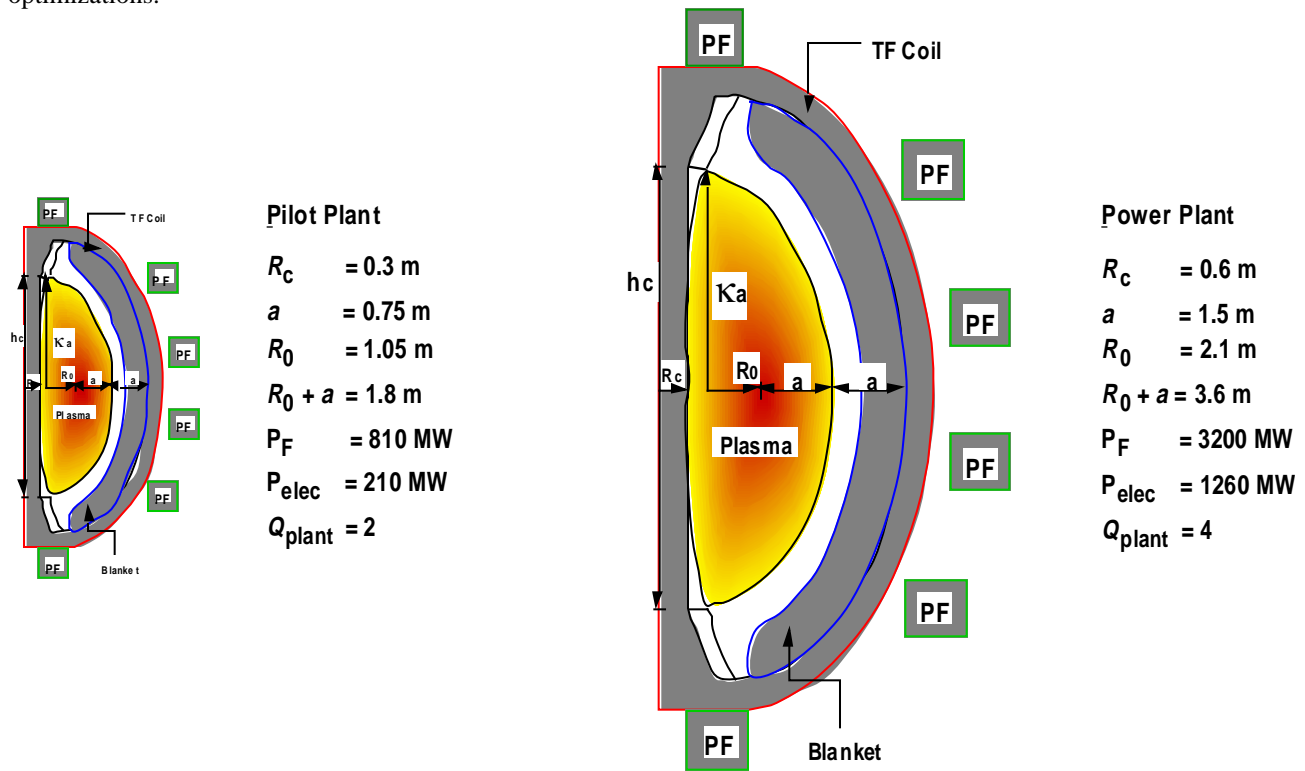 optimizations.
PF
TF Coil
PF
hc
κa
R0
a
a
Plasma
PF
PF
PF
PF
PF
Blanke t
Pilot Plant
Rc = 0.3 m
a = 0.75 m
R0 = 1.05 m
R0 + a = 1.8 m
PF = 810 MW
Pelec = 210 MW
Qplant = 2
PF
TF Coil
PF
hc
κa
Rc
R0
a
a
Plasma
PF
PF
PF
PF
Blanket
Power Plant
Rc = 0.6 m
a = 1.5 m
R0 = 2.1 m
R0 + a = 3.6 m
PF = 3200 MW
Pelec = 1260 MW
Qplant = 4